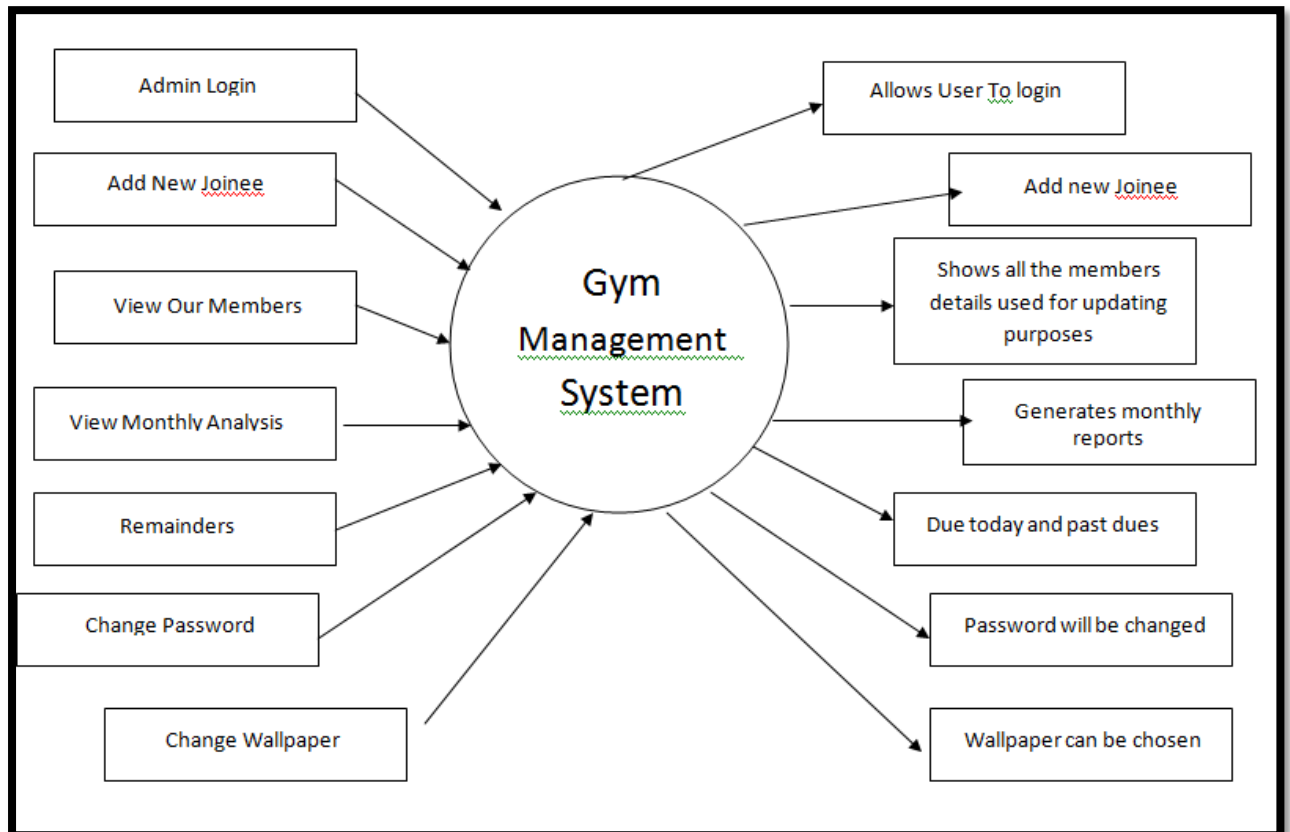 Admin Login
Add New Joinee
View Our Members
View Monthly Analysis
Remainders
Change Password
Change Wallpaper
Gym
Management
System
Allows User To login
Add new Joinee
Shows all the members
details used for updating
purposes
Generates monthly
reports
Due today and past dues
Password will be changed
Wallpaper can be chosen